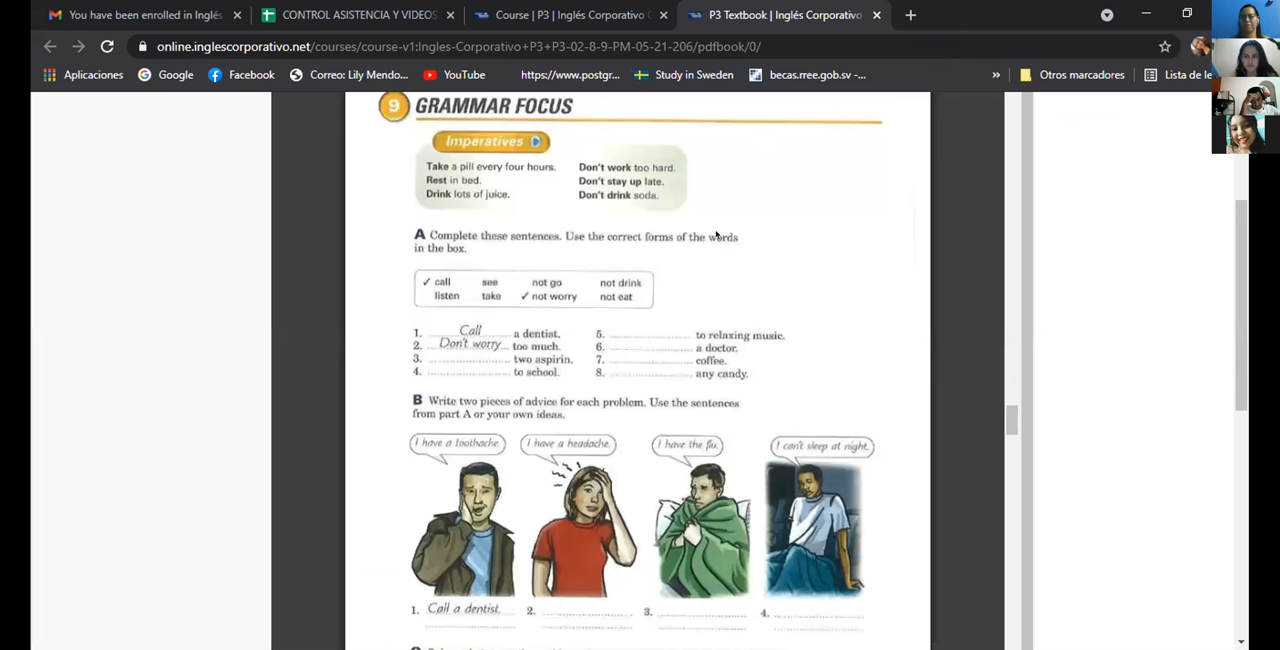 You have been enrolled in Inglés
CONTROL ASISTENCIA Y VIDEOS
Course | P3 | Inglés Corporativo
P3 Textbook | Inglés Corporativo
online.inglescorporativo.net/courses/course-v1:Ingles-Corporativo+P3+P3-02-8-9-PM-05-21-206/pdfbook/0/
Aplicaciones
Google
Facebook
Correo: Lily Mendo...
YouTube
https://www.postgr...
Study in Sweden
becas.rree.gob.sv -...
»
Otros marcadores
Lista de le
9 GRAMMAR FOCUS
Imperatives
Take a pill every four hours. Don't work too hard.
Rest in bed. Don't stay up late.
Drink lots of juice. Don't drink soda.
A Complete these sentences. Use the correct forms of the words
in the box.
✓ call see not go not drink
listen take ✓ not worry not eat
1. Call a dentist. 5. to relaxing music.
2. Don't worry too much. 6. a doctor.
3. two aspirin. 7. coffee.
4. to school. 8. any candy.
B Write two pieces of advice for each problem. Use the sentences
from part A or your own ideas.
I have a toothache. I have a headache. I have the flu. I can't sleep at night.
1. Call a dentist. 2. 3. 4.